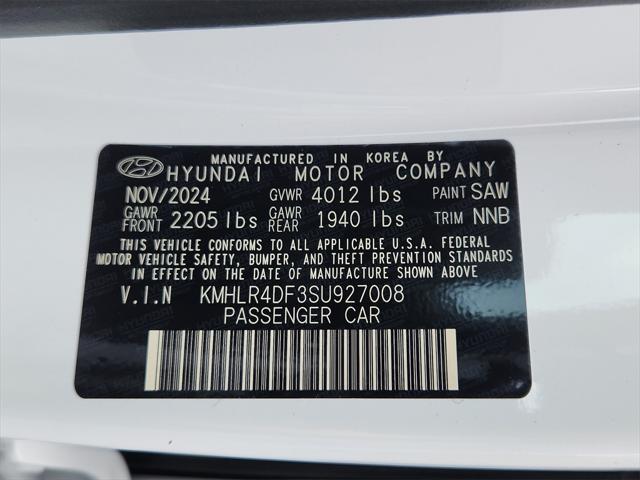 MANUFACTURED IN KOREA BY
HYUNDAI MOTOR COMPANY
NOV/2024 GVWR 4012 lbs PAINT SAW
GAWR FRONT 2205 lbs GAWR REAR 1940 lbs TRIM NNB
THIS VEHICLE CONFORMS TO ALL APPLICABLE U.S.A. FEDERAL
MOTOR VEHICLE SAFETY, BUMPER, AND THEFT PREVENTION STANDARDS
IN EFFECT ON THE DATE OF MANUFACTURE SHOWN ABOVE.
V.I.N KMHLR4DF3SU927008
PASSENGER CAR